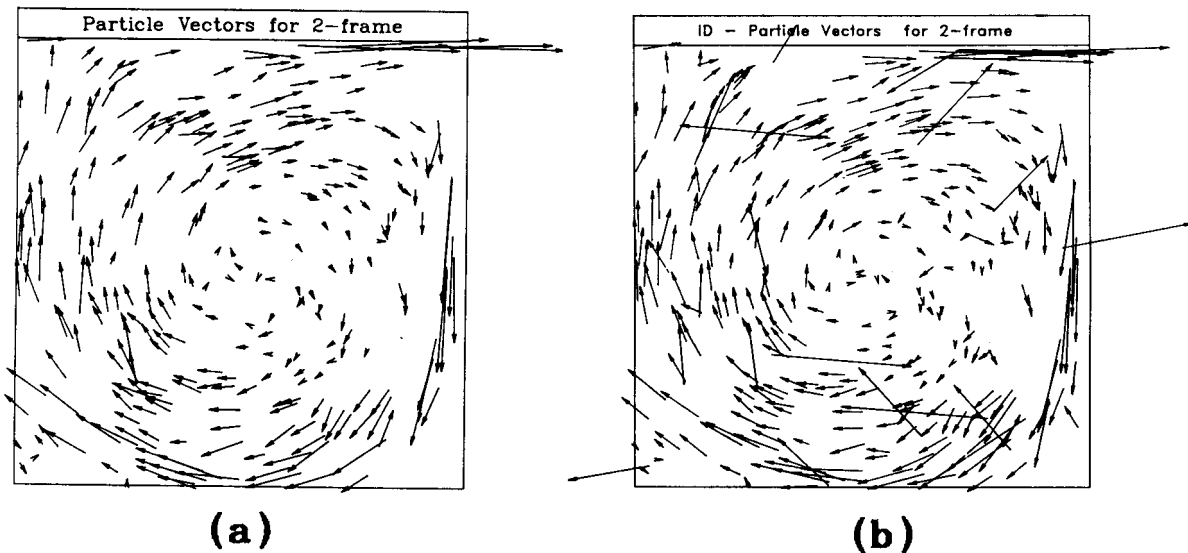 Particle Vectors for 2-frame
ID - Particle Vectors for 2-frame
(a)
(b)